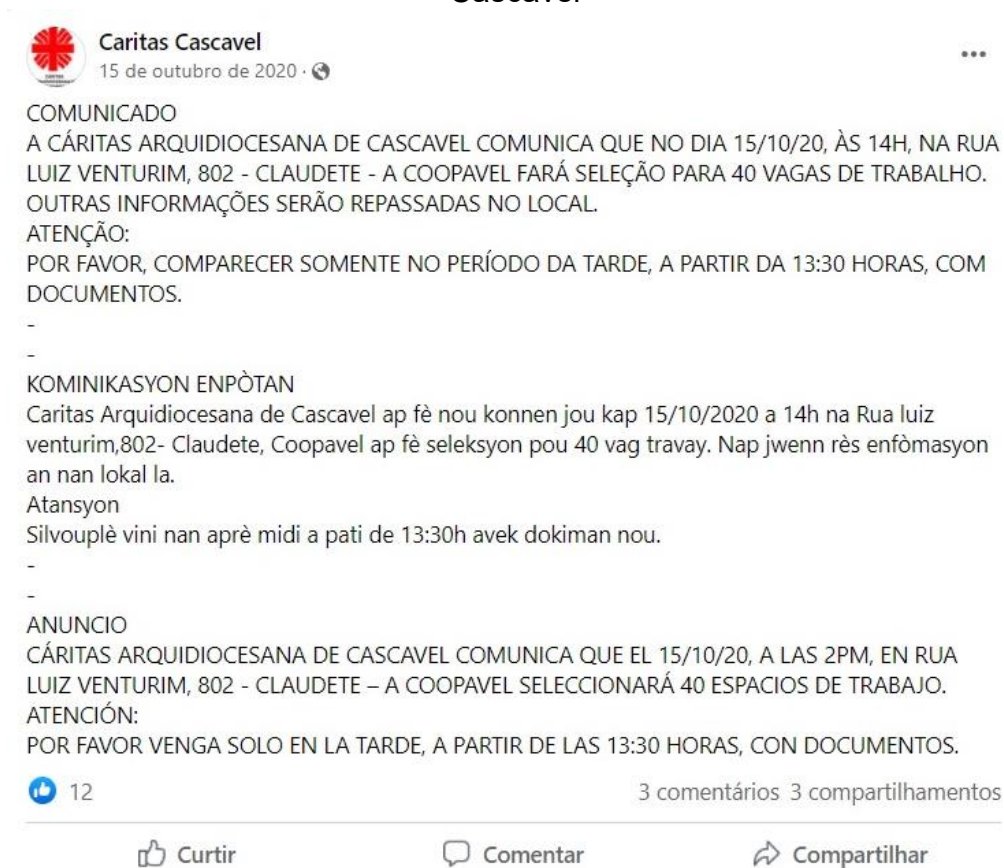 Cascavel
Caritas Cascavel
15 de outubro de 2020 ·
COMUNICADO
A CÁRITAS ARQUIDIOCESANA DE CASCAVEL COMUNICA QUE NO DIA 15/10/20, ÀS 14H, NA RUA
LUIZ VENTURIM, 802 - CLAUDETE - A COOPAVEL FARÁ SELEÇÃO PARA 40 VAGAS DE TRABALHO.
OUTRAS INFORMAÇÕES SERÃO REPASSADAS NO LOCAL.
ATENÇÃO:
POR FAVOR, COMPARECER SOMENTE NO PERÍODO DA TARDE, A PARTIR DA 13:30 HORAS, COM
DOCUMENTOS.
-
-
KOMINIKASYON ENPÒTAN
Caritas Arquidiocesana de Cascavel ap fè nou konnen jou kap 15/10/2020 a 14h na Rua luiz
venturim,802- Claudete, Coopavel ap fè seleksyon pou 40 vag travay. Nap jwenn rès enfòmasyon
an nan lokal la.
Atansyon
Silvouplè vini nan aprè midi a pati de 13:30h avek dokiman nou.
-
-
ANUNCIO
CÁRITAS ARQUIDIOCESANA DE CASCAVEL COMUNICA QUE EL 15/10/20, A LAS 2PM, EN RUA
LUIZ VENTURIM, 802 - CLAUDETE – A COOPAVEL SELECCIONARÁ 40 ESPACIOS DE TRABAJO.
ATENCIÓN:
POR FAVOR VENGA SOLO EN LA TARDE, A PARTIR DE LAS 13:30 HORAS, CON DOCUMENTOS.
12
3 comentários 3 compartilhamentos
Curtir
Comentar
Compartilhar